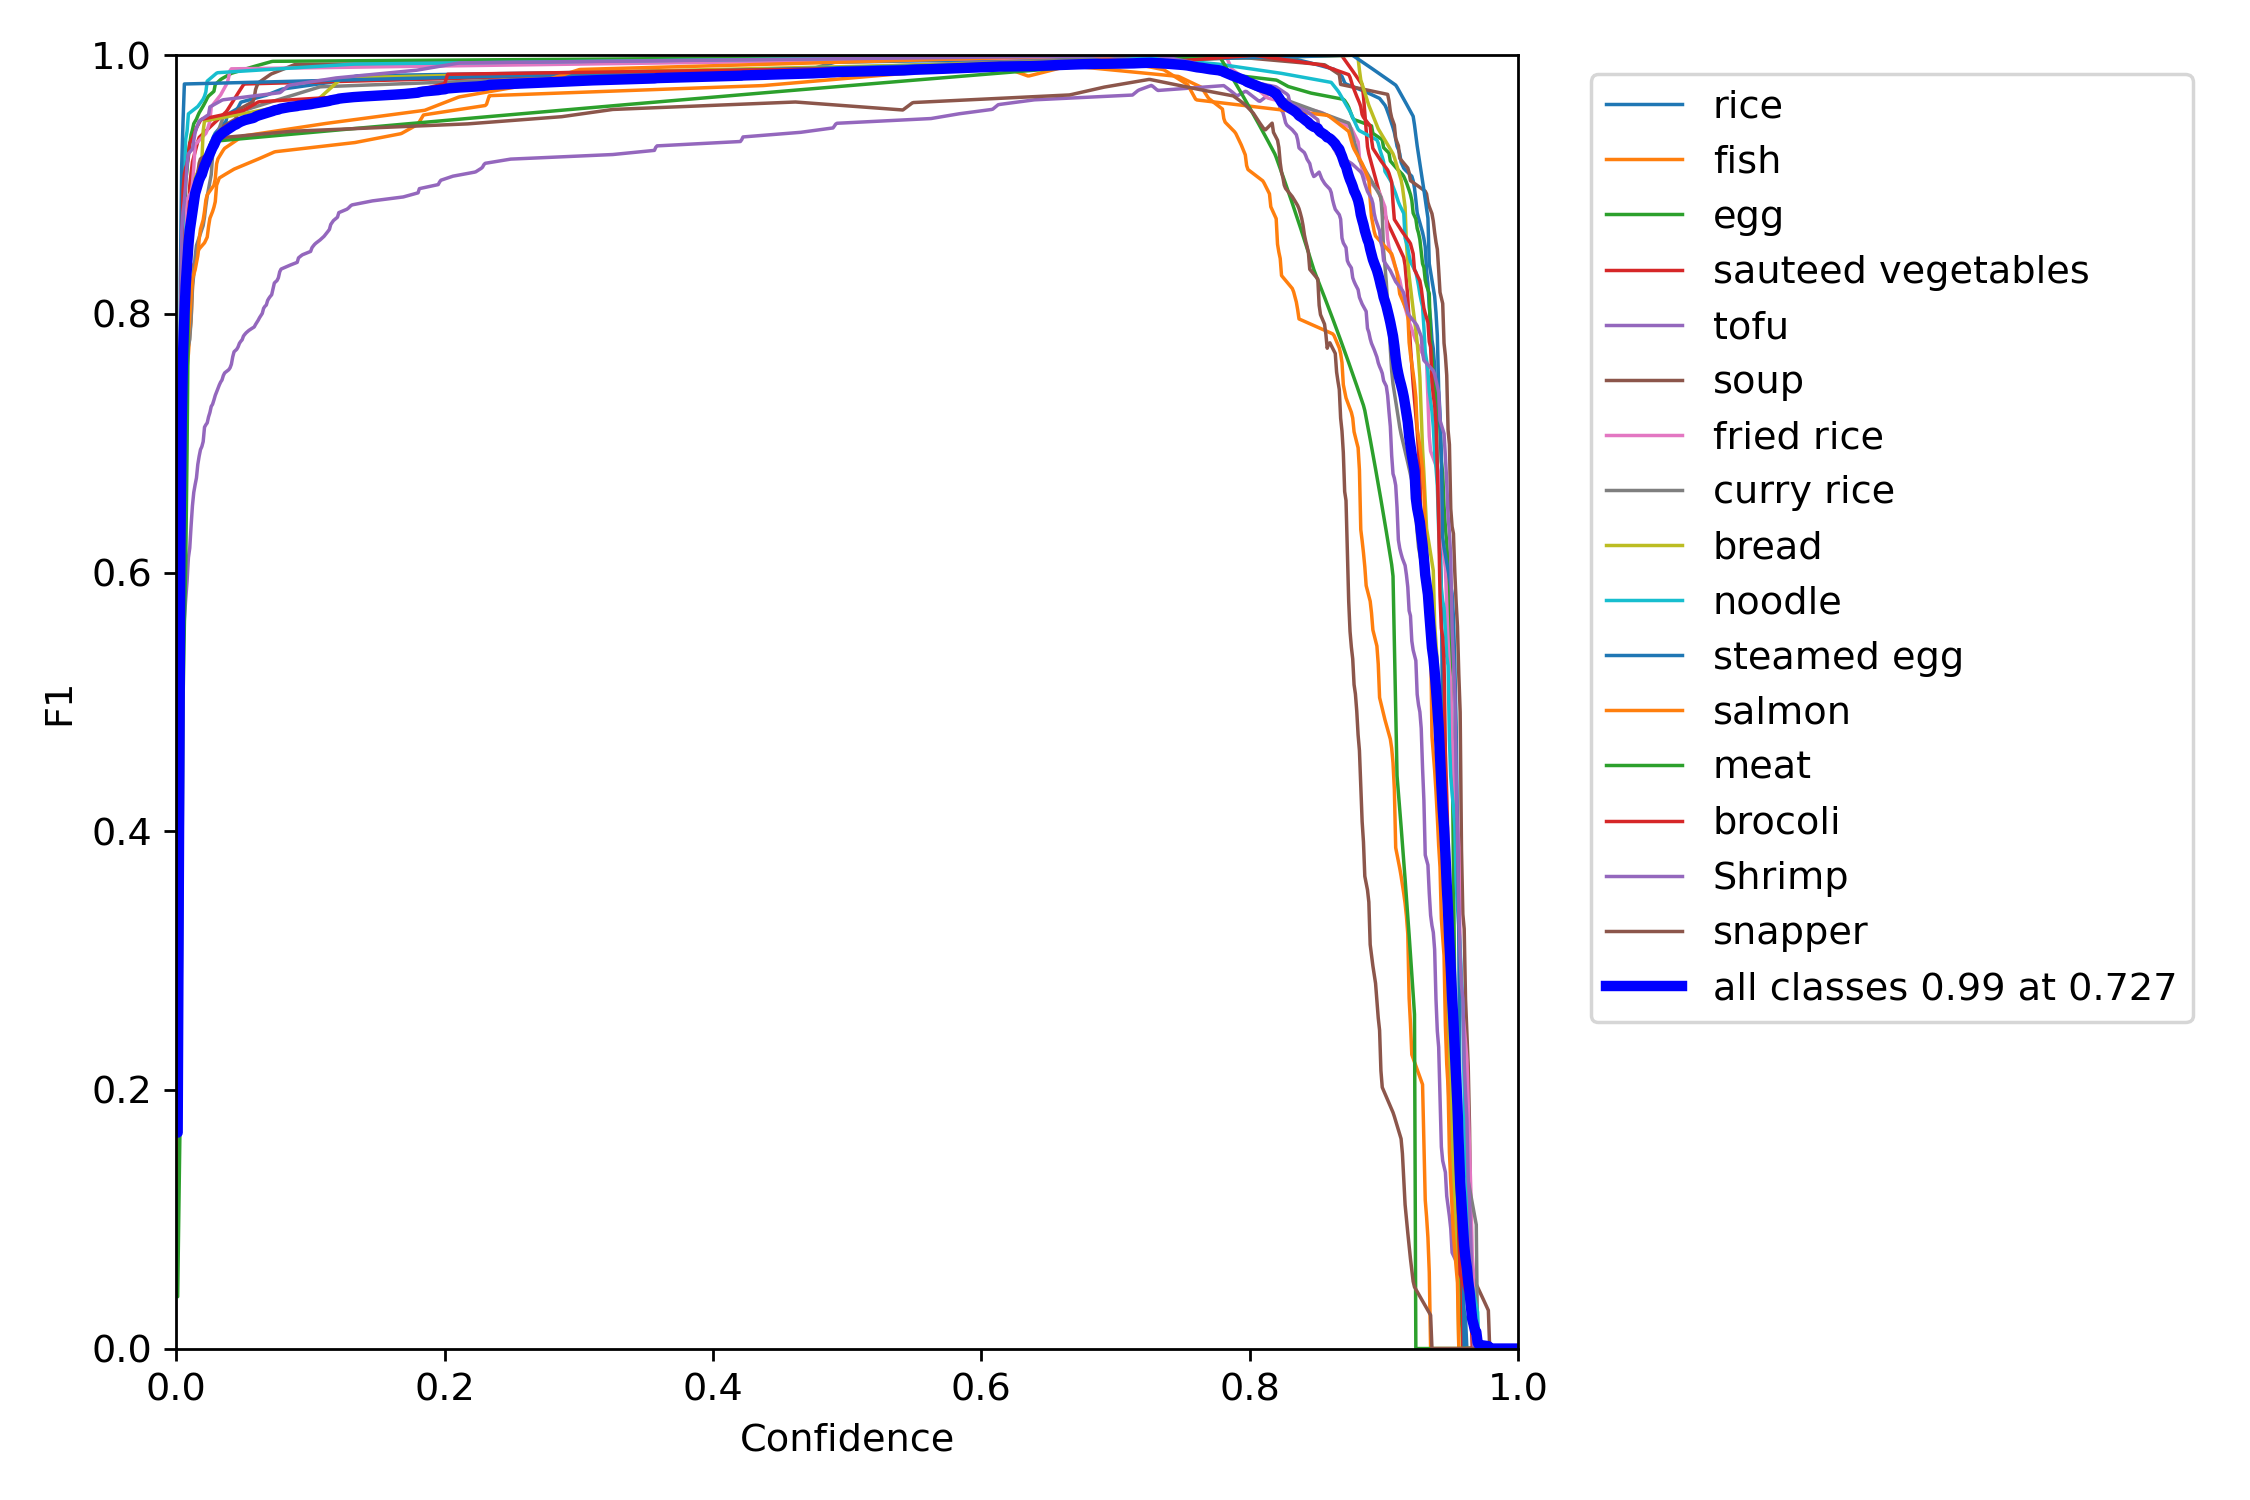 1.0
0.8
0.6
0.4
0.2
0.0
F1
0.0 0.2 0.4 0.6 0.8 1.0
Confidence
rice
fish
egg
sauteed vegetables
tofu
soup
fried rice
curry rice
bread
noodle
steamed egg
salmon
meat
brocoli
Shrimp
snapper
all classes 0.99 at 0.727